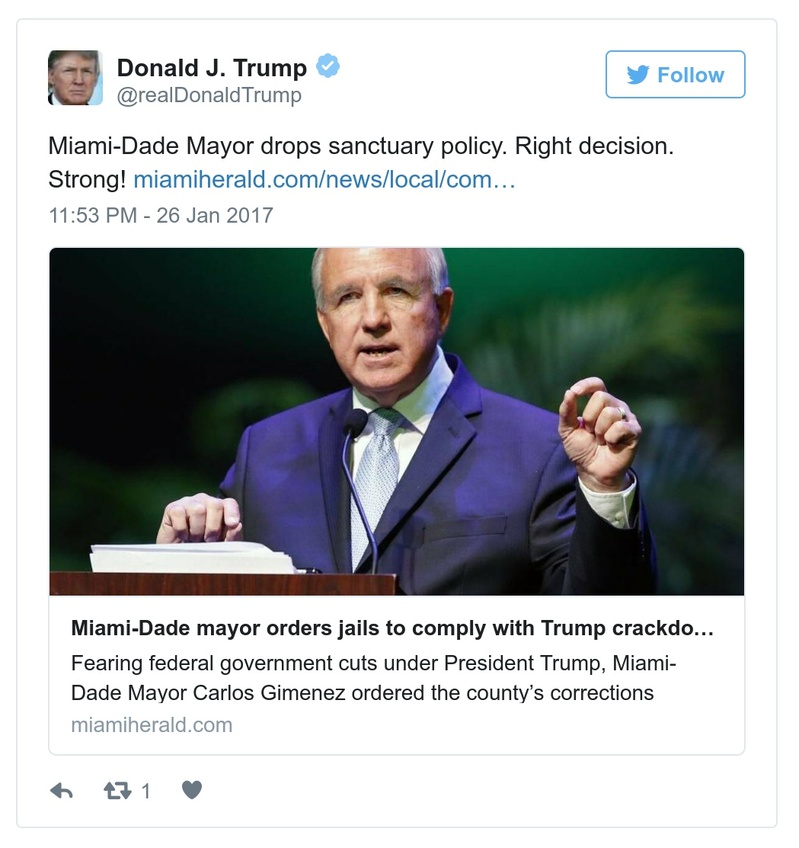 Donald J. Trump
@realDonaldTrump
Follow
Miami-Dade Mayor drops sanctuary policy. Right decision.
Strong! miamiherald.com/news/local/com…
11:53 PM - 26 Jan 2017
Miami-Dade mayor orders jails to comply with Trump crackdo…
Fearing federal government cuts under President Trump, Miami-
Dade Mayor Carlos Gimenez ordered the county’s corrections
miamiherald.com
1